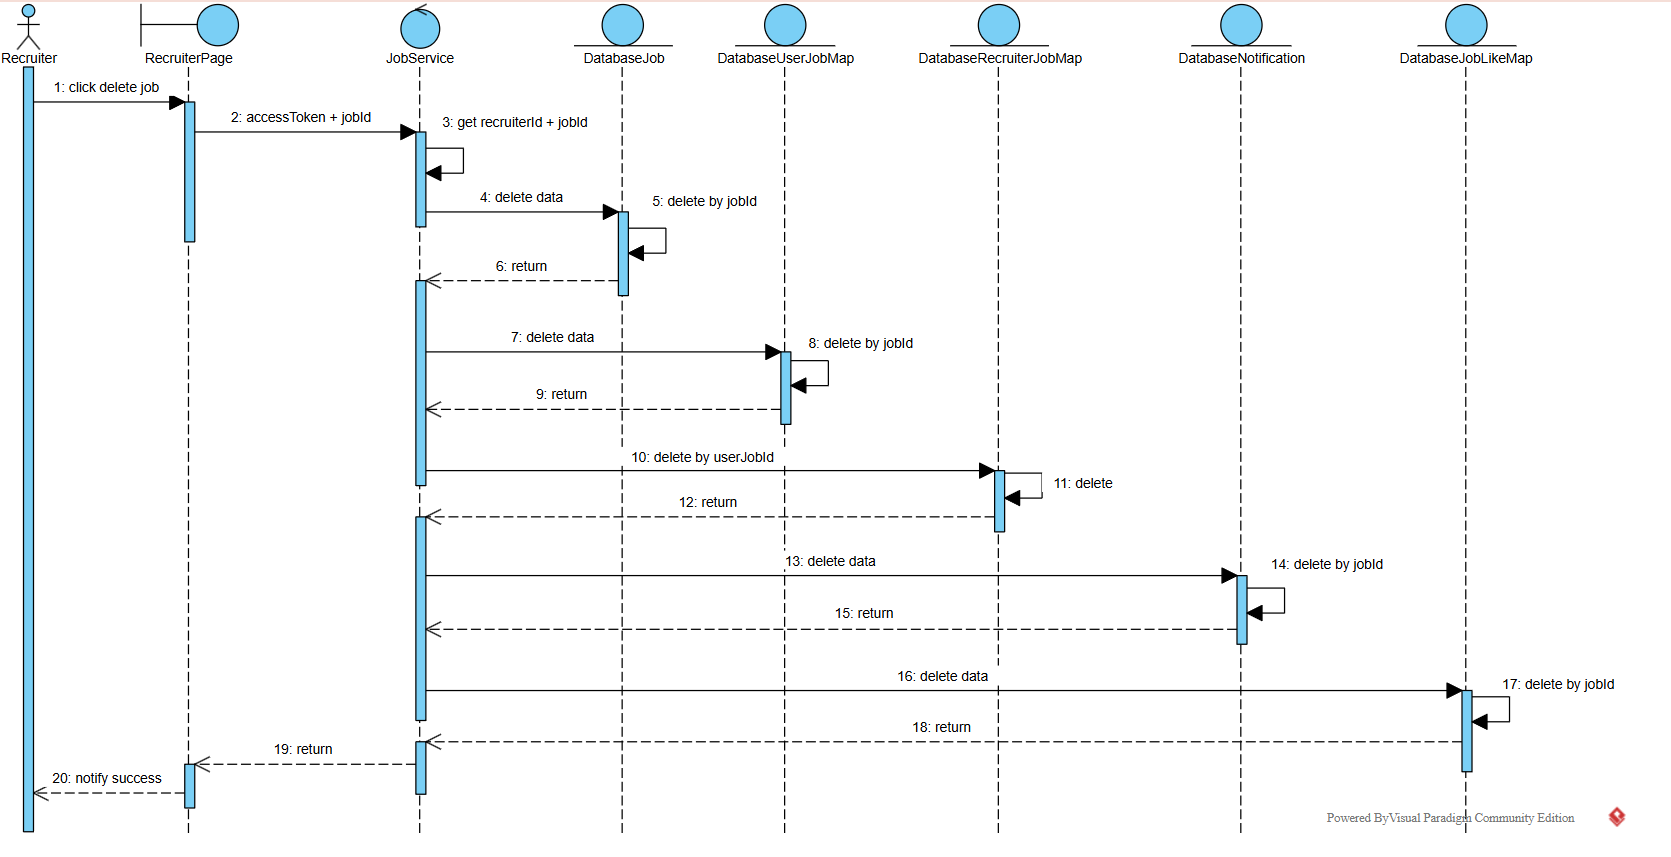 Recruiter
RecruiterPage
JobService
DatabaseJob
DatabaseUserJobMap
DatabaseRecruiterJobMap
DatabaseNotification
DatabaseJobLikeMap
1: click delete job
2: accessToken + jobId
3: get recruiterId + jobId
4: delete data
5: delete by jobId
6: return
7: delete data
8: delete by jobId
9: return
10: delete by userJobId
11: delete
12: return
13: delete data
14: delete by jobId
15: return
16: delete data
17: delete by jobId
18: return
19: return
20: notify success
Powered ByVisual Paradigm Community Edition